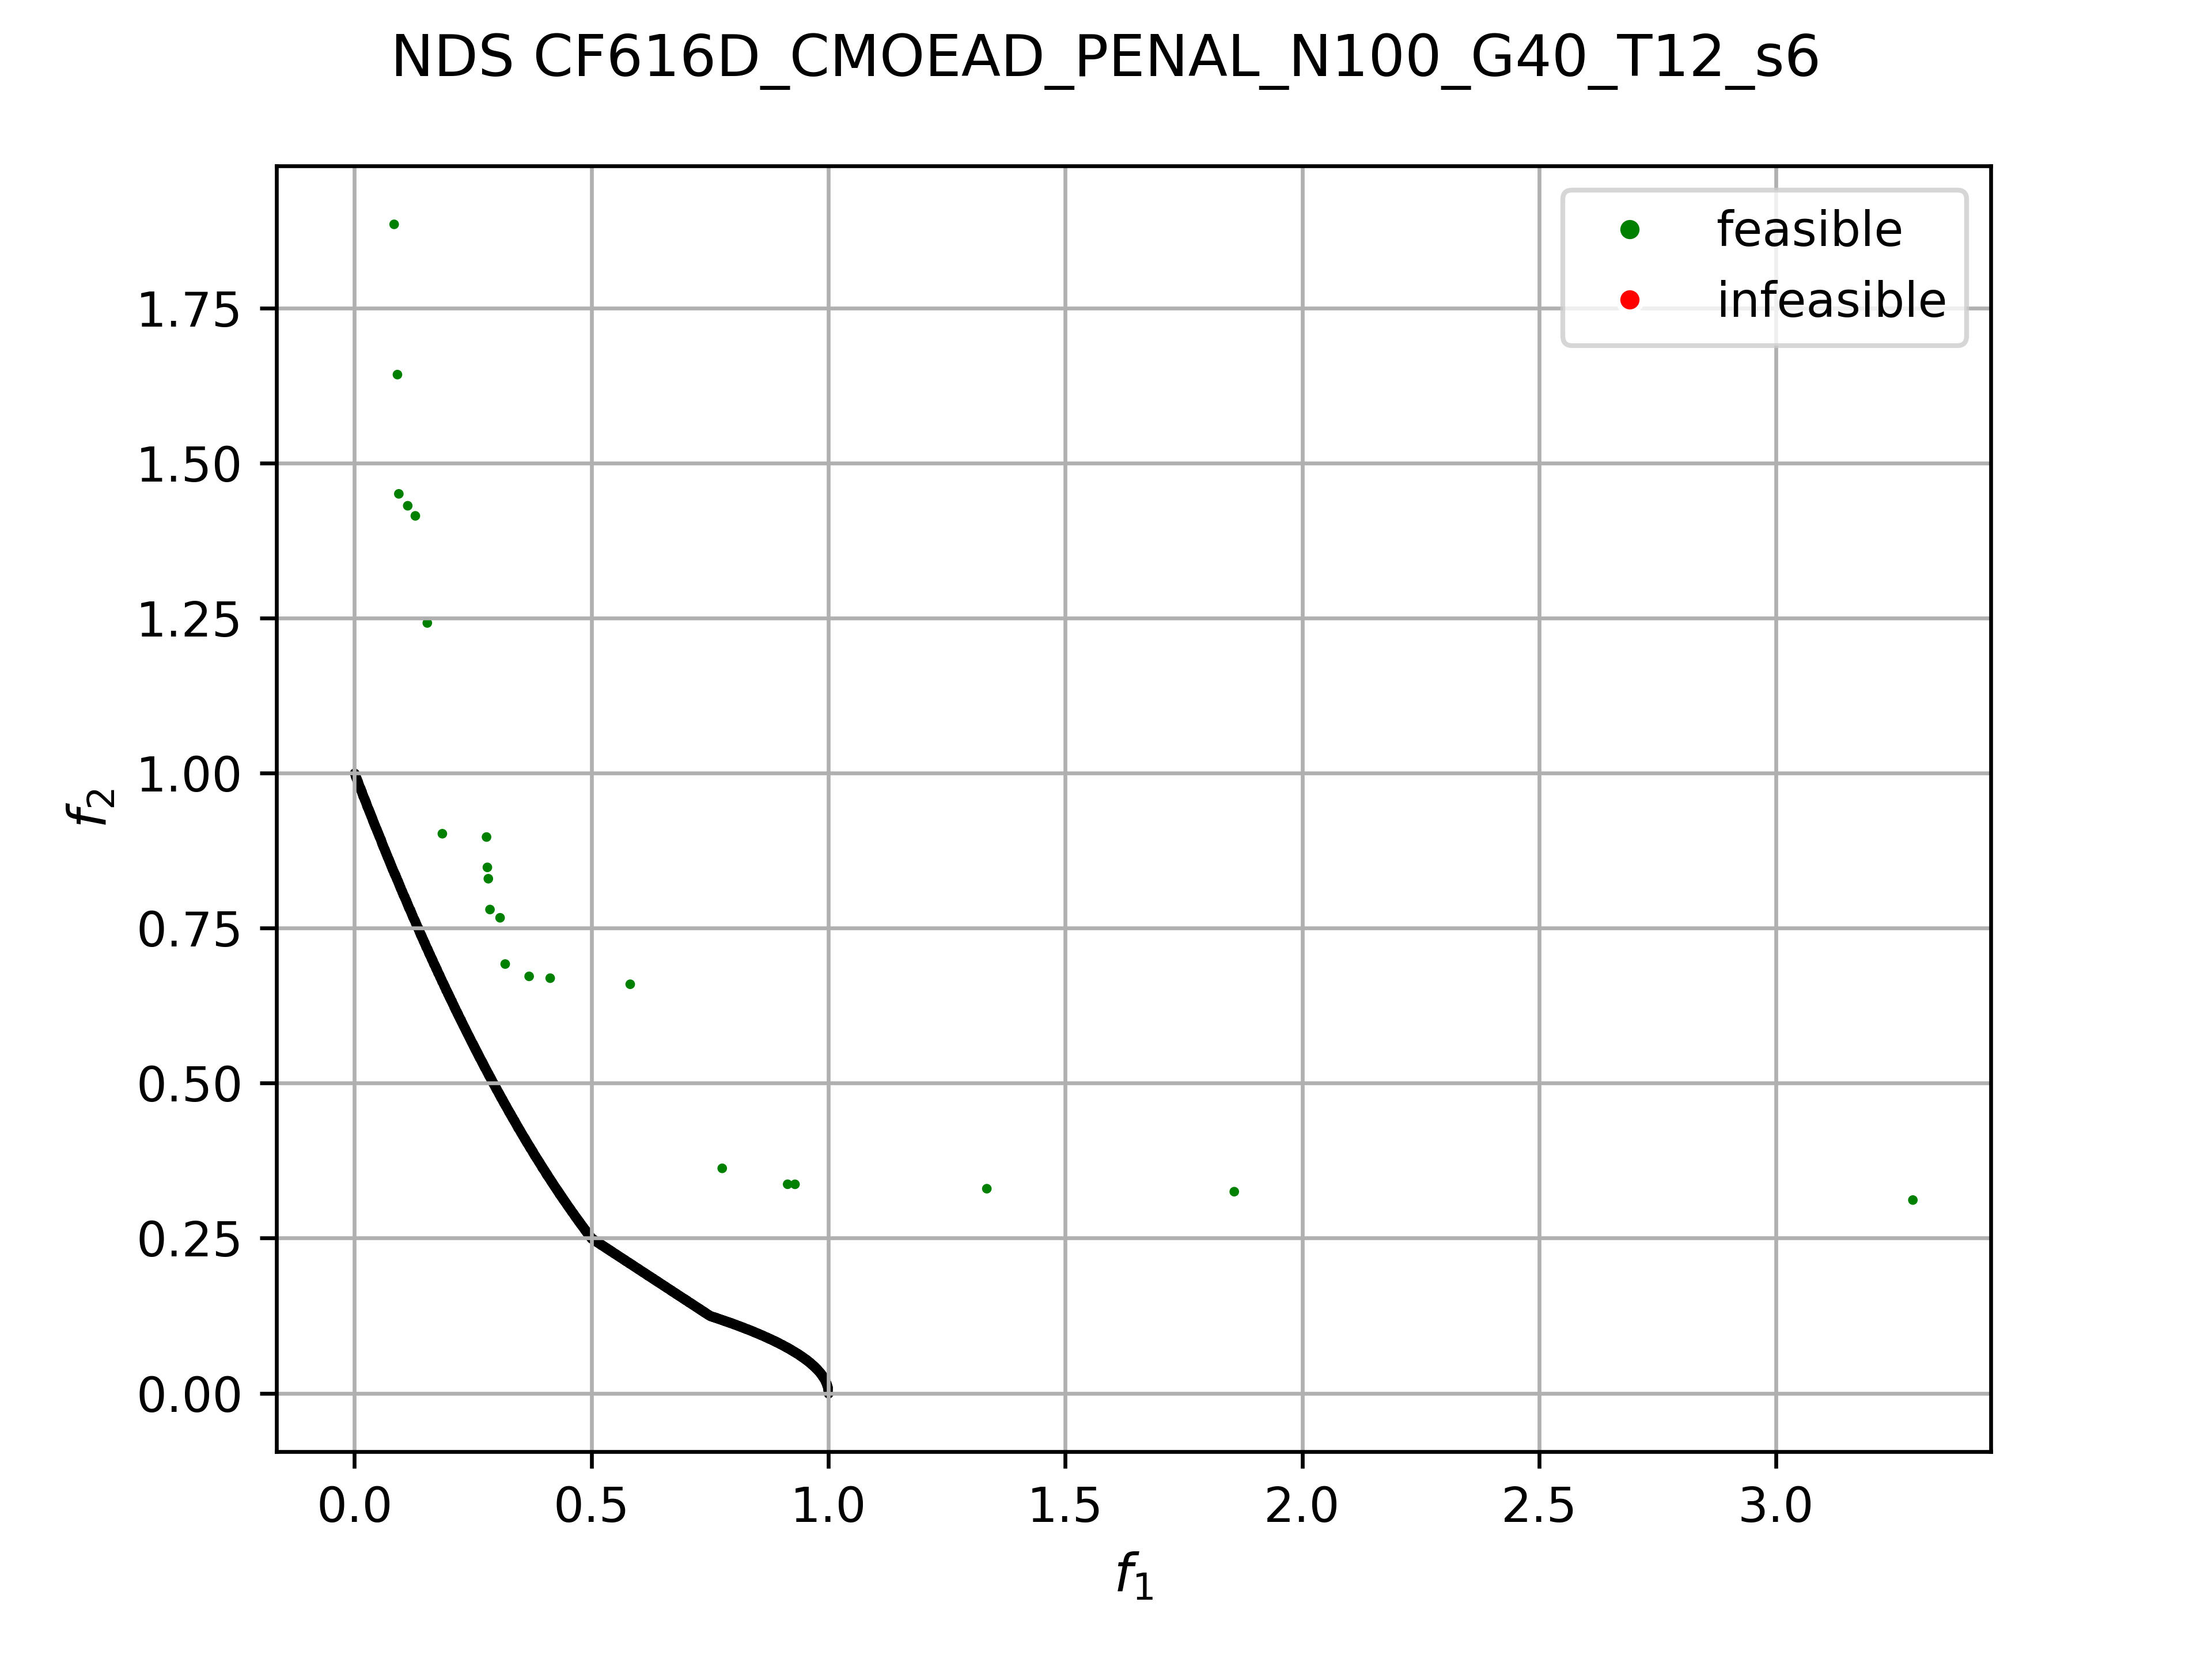 NDS CF616D_CMOEAD_PENAL_N100_G40_T12_s6
feasible
infeasible
1.75
1.50
1.25
1.00
0.75
0.50
0.25
0.00
f₂
0.0 0.5 1.0 1.5 2.0 2.5 3.0
f₁